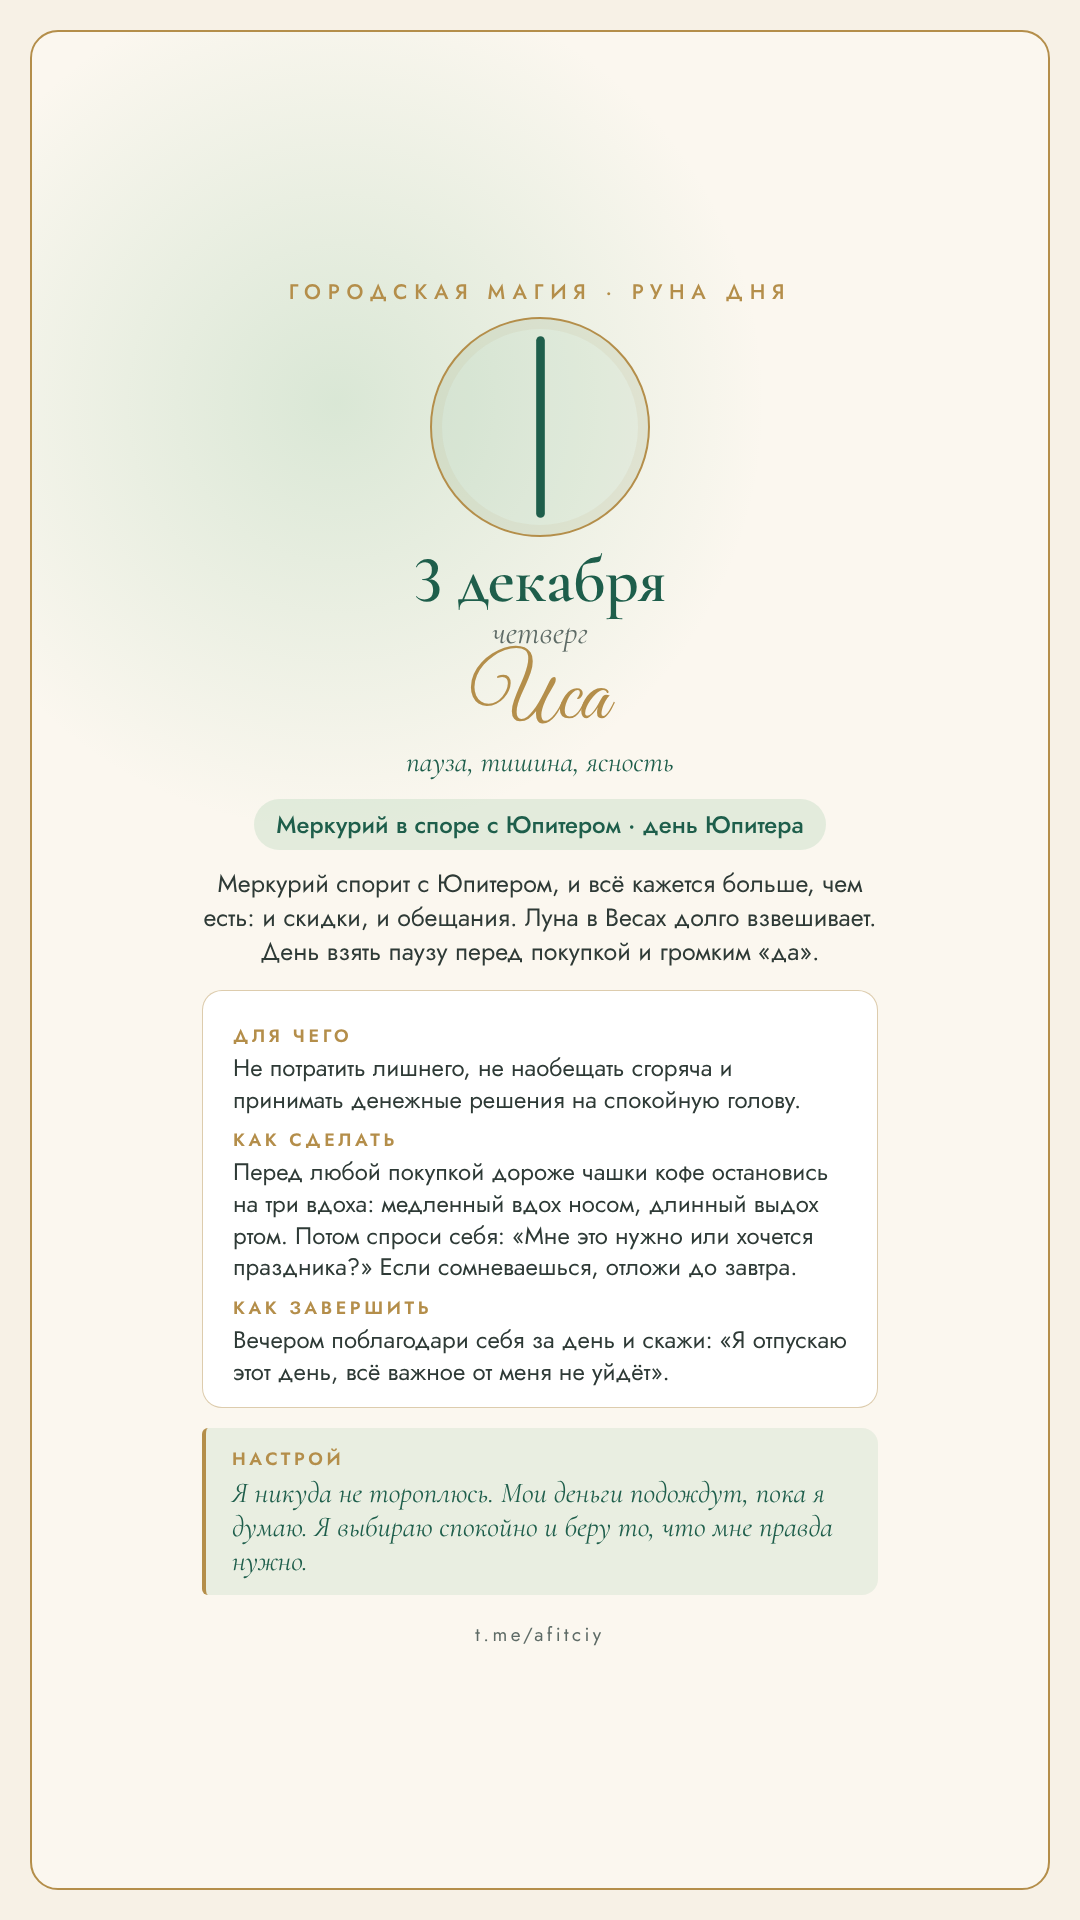 ГОРОДСКАЯ МАГИЯ · РУНА ДНЯ
3 декабря
четверг
Иса
пауза, тишина, ясность
Меркурий в споре с Юпитером · день Юпитера
Меркурий спорит с Юпитером, и всё кажется больше, чем
есть: и скидки, и обещания. Луна в Весах долго взвешивает.
День взять паузу перед покупкой и громким «да».
ДЛЯ ЧЕГО
Не потратить лишнего, не наобещать сгоряча и
принимать денежные решения на спокойную голову.
КАК СДЕЛАТЬ
Перед любой покупкой дороже чашки кофе остановись
на три вдоха: медленный вдох носом, длинный выдох
ртом. Потом спроси себя: «Мне это нужно или хочется
праздника?» Если сомневаешься, отложи до завтра.
КАК ЗАВЕРШИТЬ
Вечером поблагодари себя за день и скажи: «Я отпускаю
этот день, всё важное от меня не уйдёт».
НАСТРОЙ
Я никуда не тороплюсь. Мои деньги подождут, пока я
думаю. Я выбираю спокойно и беру то, что мне правда
нужно.
t.me/afitciy